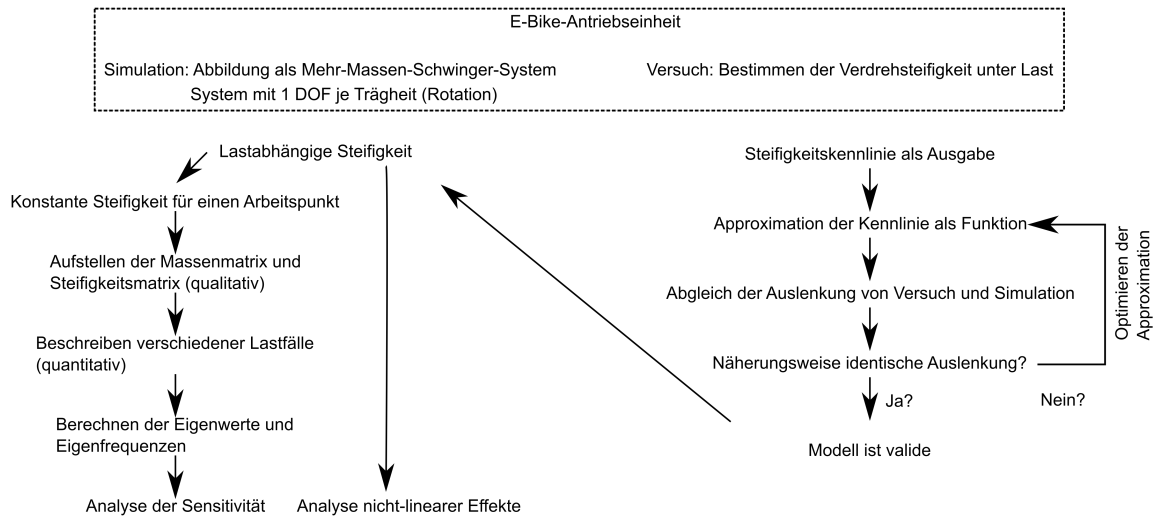 E-Bike-Antriebseinheit
Simulation: Abbildung als Mehr-Massen-Schwinger-System
System mit 1 DOF je Trägheit (Rotation)
Versuch: Bestimmen der Verdrehsteifigkeit unter Last
Lastabhängige Steifigkeit
Konstante Steifigkeit für einen Arbeitspunkt
Aufstellen der Massenmatrix und
Steifigkeitsmatrix (qualitativ)
Beschreiben verschiedener Lastfälle
(quantitativ)
Berechnen der Eigenwerte und
Eigenfrequenzen
Analyse der Sensitivität
Analyse nicht-linearer Effekte
Steifigkeitskennlinie als Ausgabe
Approximation der Kennlinie als Funktion
Abgleich der Auslenkung von Versuch und Simulation
Näherungsweise identische Auslenkung?
Ja?
Nein?
Modell ist valide
Optimieren der
Approximation